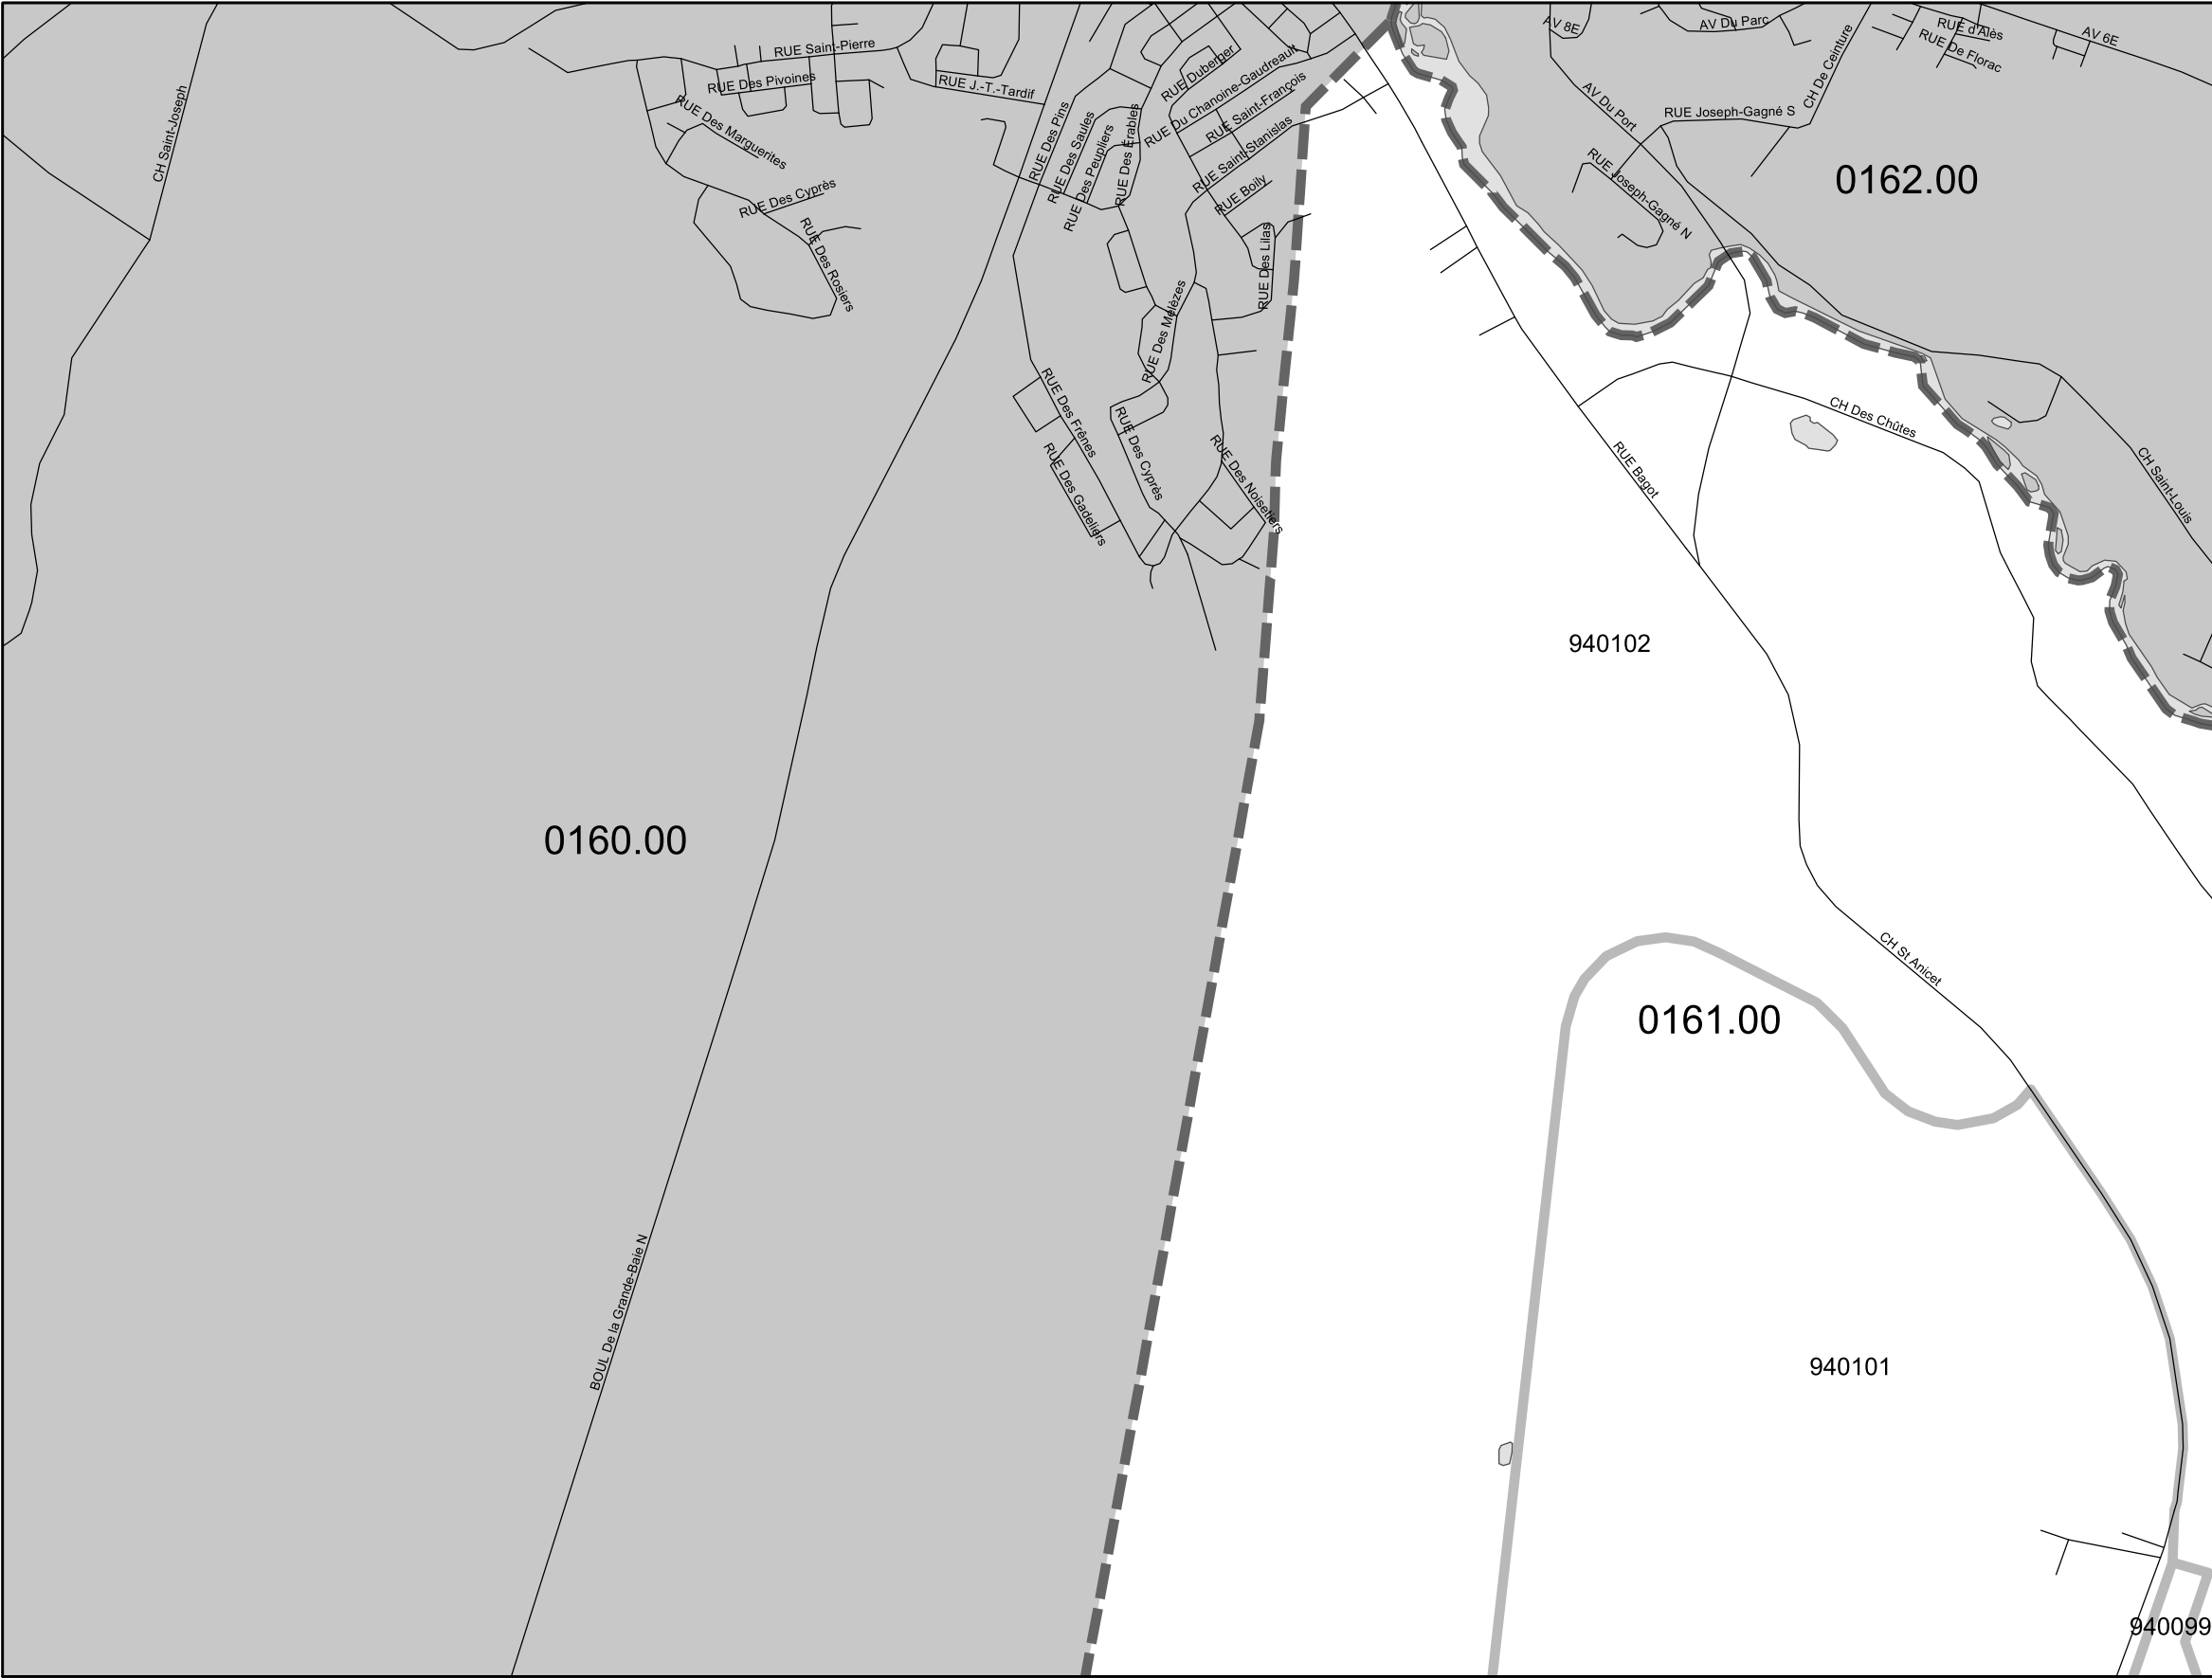 AV 8E
AV Du Parc
RUE d'Alès
RUE De Florac
AV 6E
CH De Ceinture
RUE Saint-Pierre
RUE Des Pivoines
RUE J.-T.-Tardif
RUE Duberger
RUE Du Chanoine-Gaudreault
RUE Saint-François
RUE Saint-Stanislas
RUE Boily
CH Saint-Joseph
RUE Des Marguerites
RUE Des Pins
RUE Des Saules
RUE Des Peupliers
RUE Des Érables
AV Du Port
RUE Joseph-Gagné S
RUE Joseph-Gagné N
0162.00
RUE Des Cyprès
RUE Des Rosiers
RUE Des Lilas
RUE Des Mélèzes
RUE Des Frênes
RUE Des Cyprès
RUE Des Gadeliers
RUE Des Noisetiers
CH Des Chûtes
RUE Bagot
CH Saint-Louis
940102
0160.00
CH St Anicet
0161.00
BOUL De la Grande-Baie N
940101
940099